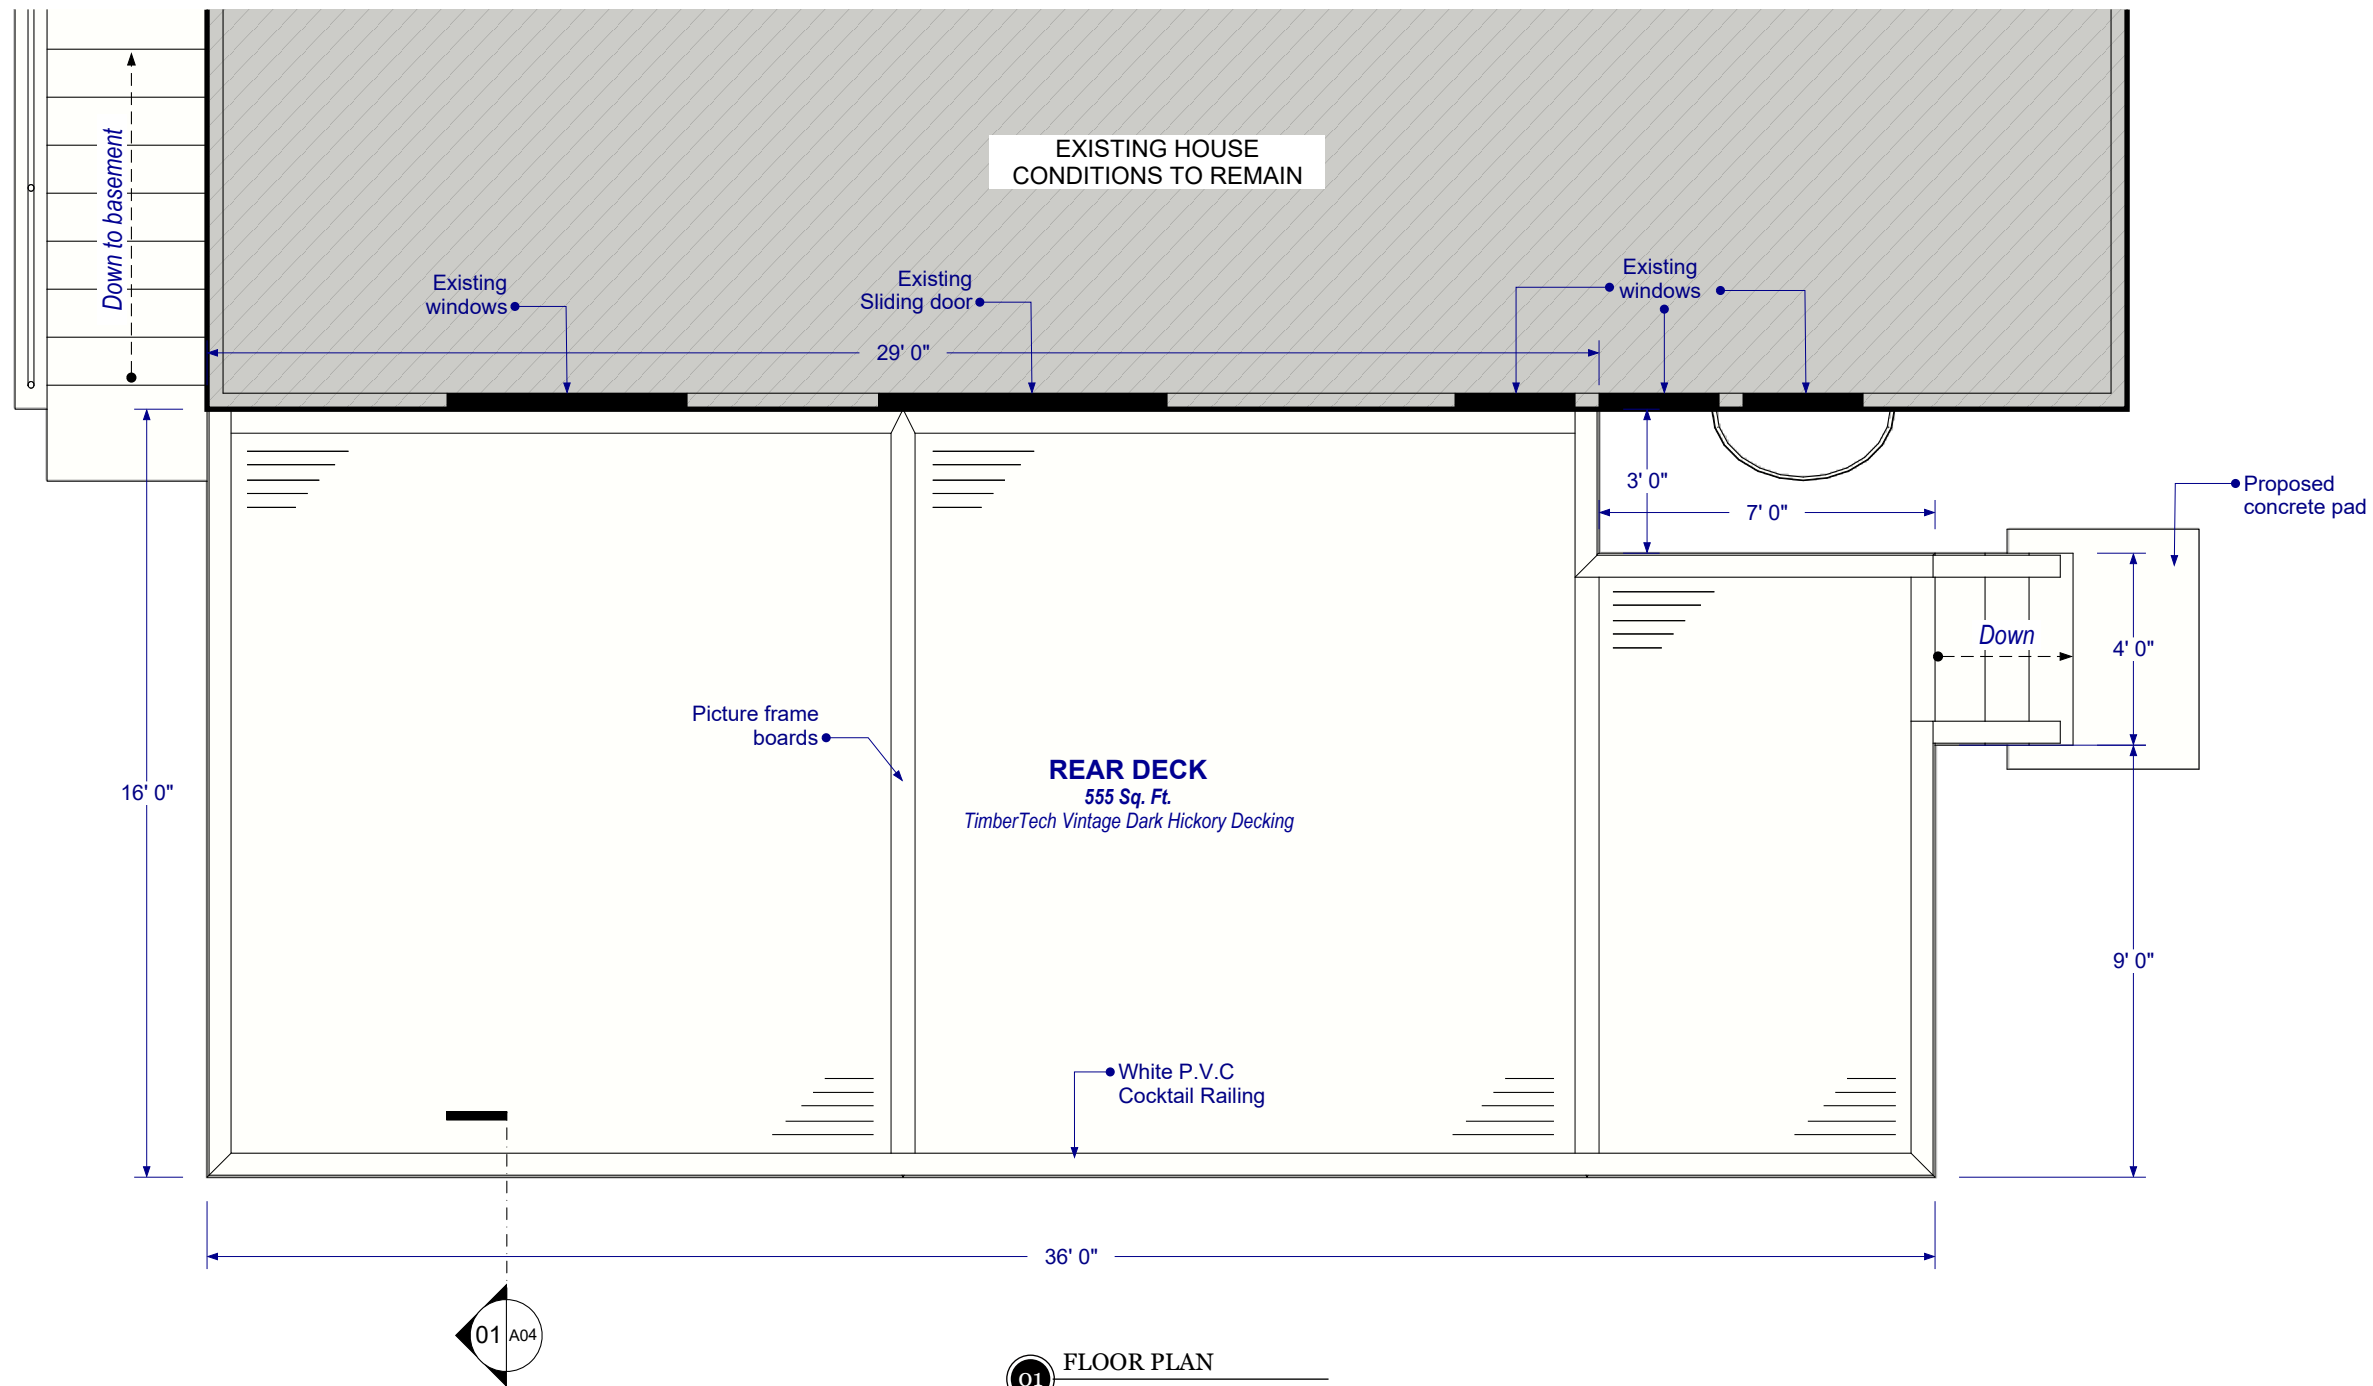 EXISTING HOUSE
CONDITIONS TO REMAIN
Down to basement
Existing
windows
Existing
Sliding door
Existing
windows
29' 0"
3' 0"
7' 0"
Proposed
concrete pad
Down
4' 0"
Picture frame
boards
REAR DECK
555 Sq. Ft.
TimberTech Vintage Dark Hickory Decking
16' 0"
9' 0"
White P.V.C
Cocktail Railing
36' 0"
01
A04
01
FLOOR PLAN